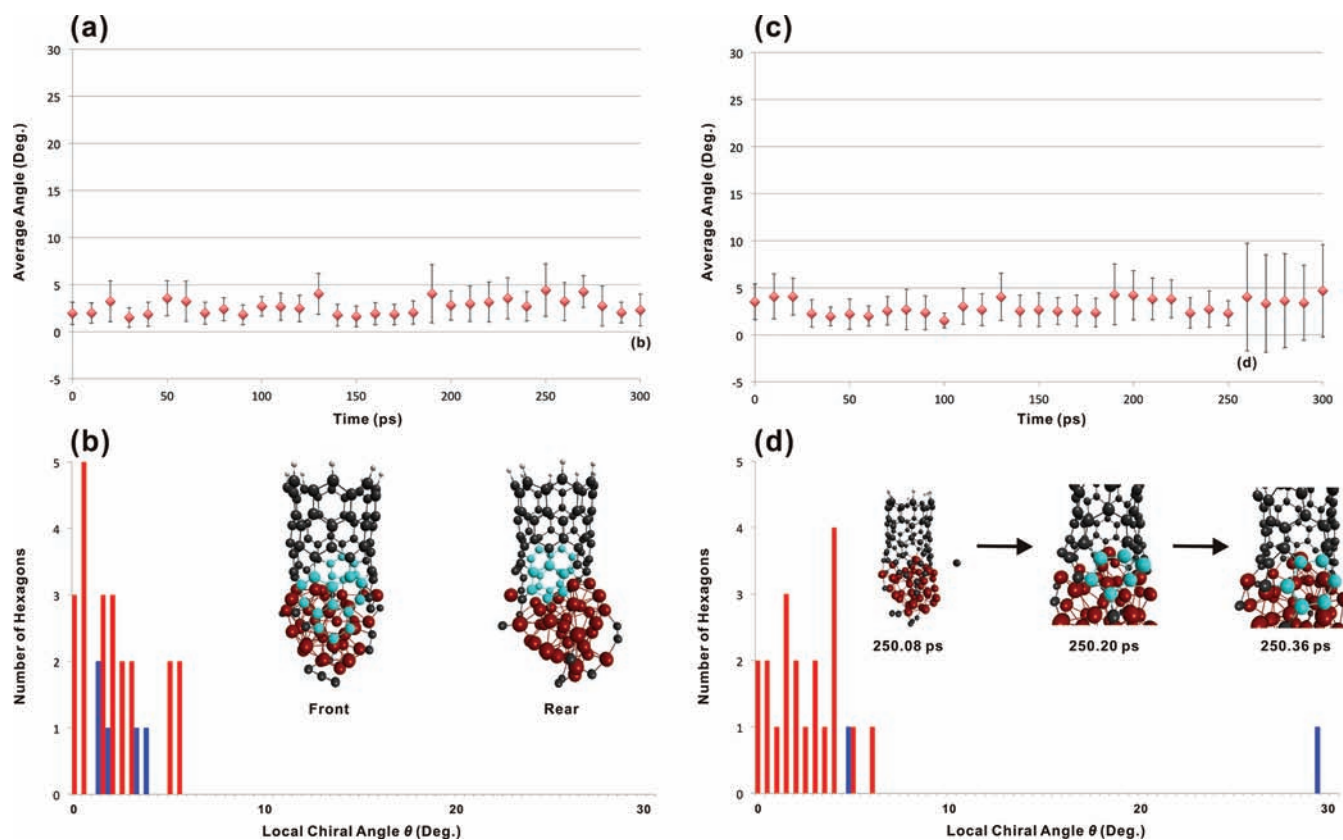 (a)
30
25
20
15
10
5
0
-5
Average Angle (Deg.)
0 50 100 150 200 250 300
Time (ps)
(b)
(c)
30
25
20
15
10
5
0
-5
Average Angle (Deg.)
0 50 100 150 200 250 300
Time (ps)
(d)
(b)
5
4
3
2
1
0
Number of Hexagons
0 10 20 30
Local Chiral Angle θ (Deg.)
Front Rear
(d)
5
4
3
2
1
0
Number of Hexagons
0 10 20 30
Local Chiral Angle θ (Deg.)
250.08 ps 250.20 ps 250.36 ps